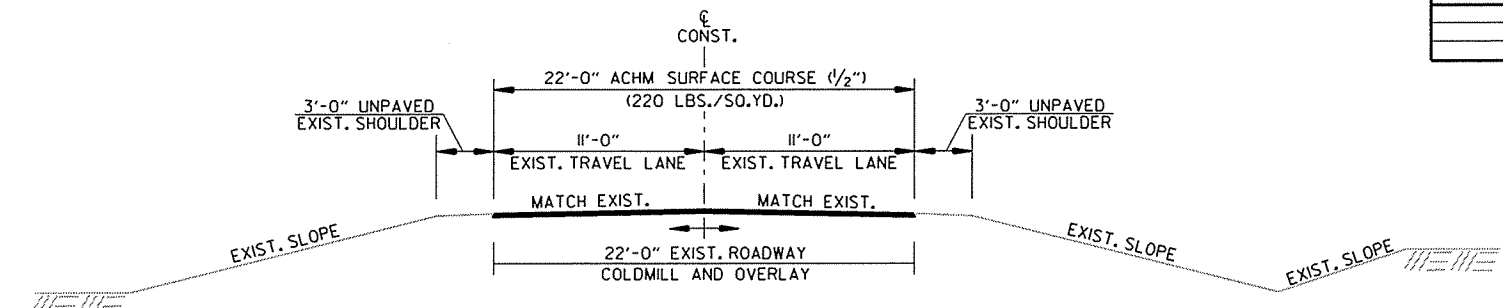 ℄
CONST.
22'-0" ACHM SURFACE COURSE (1/2")
(220 LBS./SQ.YD.)
3'-0" UNPAVED
EXIST. SHOULDER
3'-0" UNPAVED
EXIST. SHOULDER
11'-0"
EXIST. TRAVEL LANE
11'-0"
EXIST. TRAVEL LANE
MATCH EXIST.
MATCH EXIST.
EXIST. SLOPE
EXIST. SLOPE
EXIST. SLOPE
22'-0" EXIST. ROADWAY
COLDMILL AND OVERLAY